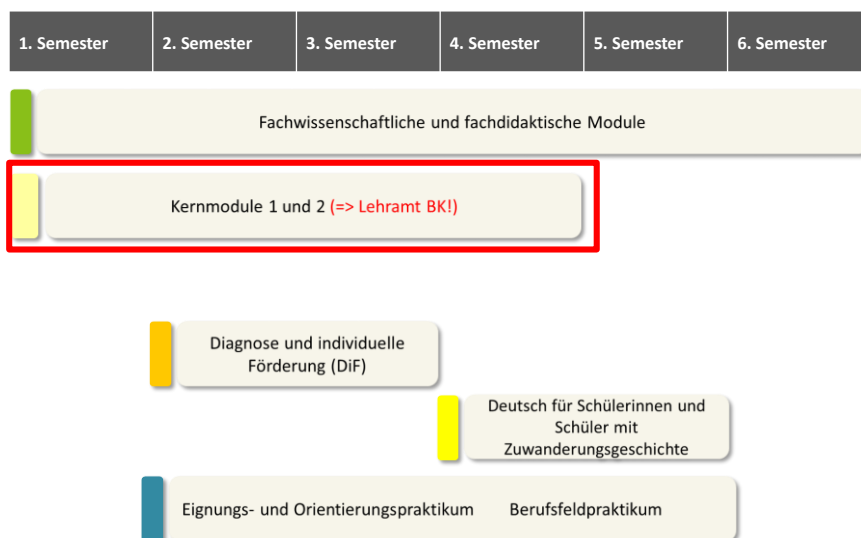 1. Semester 2. Semester 3. Semester 4. Semester 5. Semester 6. Semester
Fachwissenschaftliche und fachdidaktische Module
Kernmodule 1 und 2 (=> Lehramt BK!)
Diagnose und individuelle
Förderung (DiF)
Deutsch für Schülerinnen und
Schüler mit
Zuwanderungsgeschichte
Eignungs- und Orientierungspraktikum Berufsfeldpraktikum